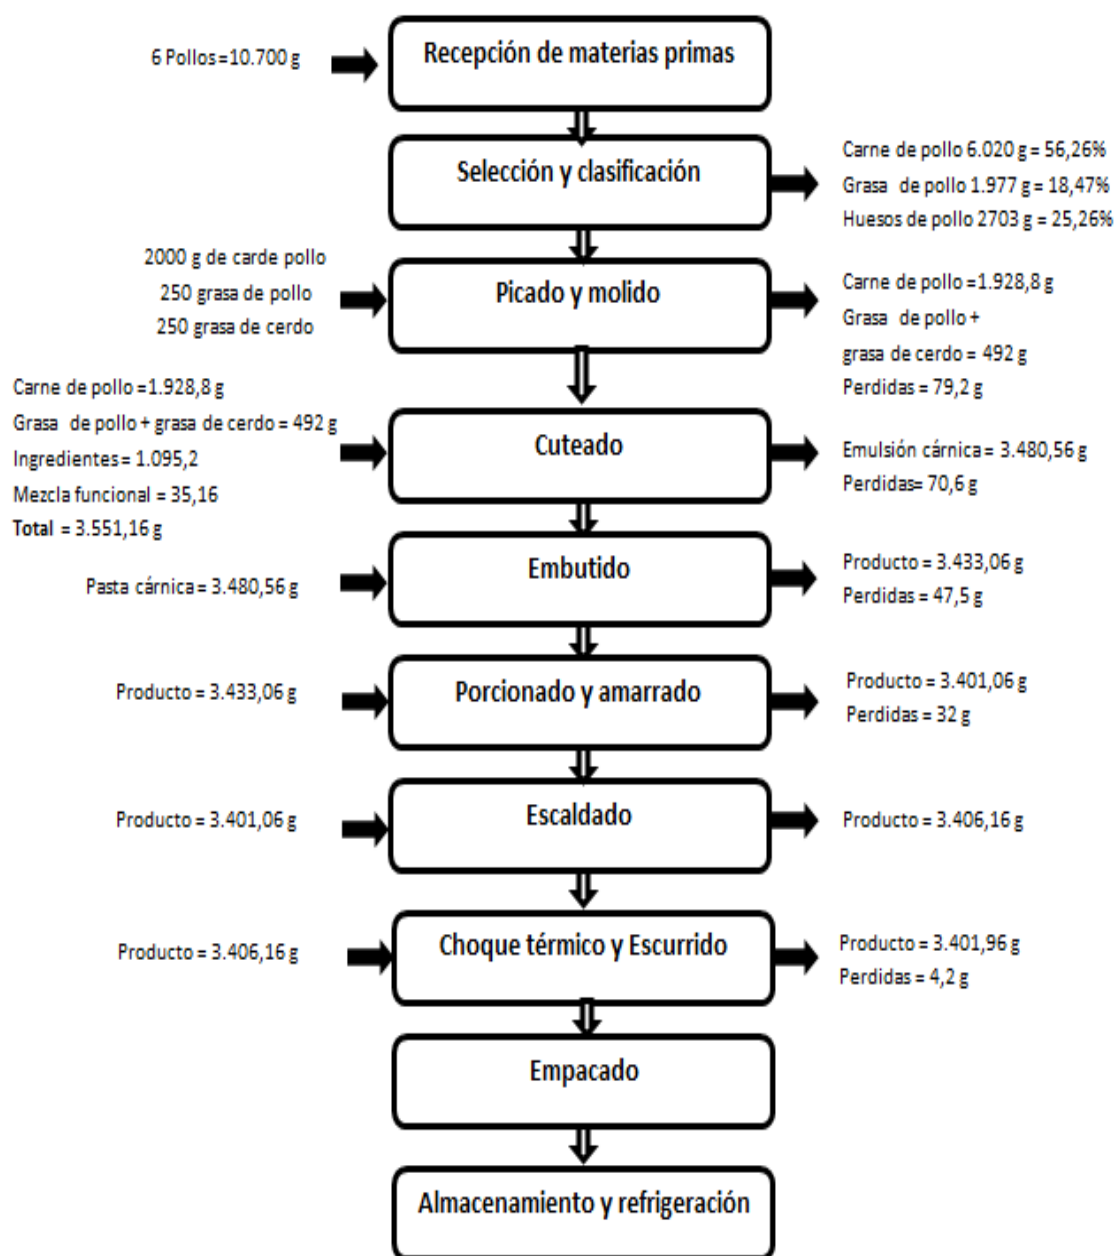 6 Pollos =10.700 g
Recepción de materias primas
Selección y clasificación
Carne de pollo 6.020 g = 56,26%
Grasa de pollo 1.977 g = 18,47%
Huesos de pollo 2703 g = 25,26%
2000 g de carde pollo
250 grasa de pollo
250 grasa de cerdo
Picado y molido
Carne de pollo =1.928,8 g
Grasa de pollo +
grasa de cerdo = 492 g
Perdidas = 79,2 g
Carne de pollo =1.928,8 g
Grasa de pollo + grasa de cerdo = 492 g
Ingredientes = 1.095,2
Mezcla funcional = 35,16
Total = 3.551,16 g
Cuteado
Emulsión cárnica = 3.480,56 g
Perdidas= 70,6 g
Pasta cárnica = 3.480,56 g
Embutido
Producto = 3.433,06 g
Perdidas = 47,5 g
Producto = 3.433,06 g
Porcionado y amarrado
Producto = 3.401,06 g
Perdidas = 32 g
Producto = 3.401,06 g
Escaldado
Producto = 3.406,16 g
Producto = 3.406,16 g
Choque térmico y Escurrido
Producto = 3.401,96 g
Perdidas = 4,2 g
Empacado
Almacenamiento y refrigeración